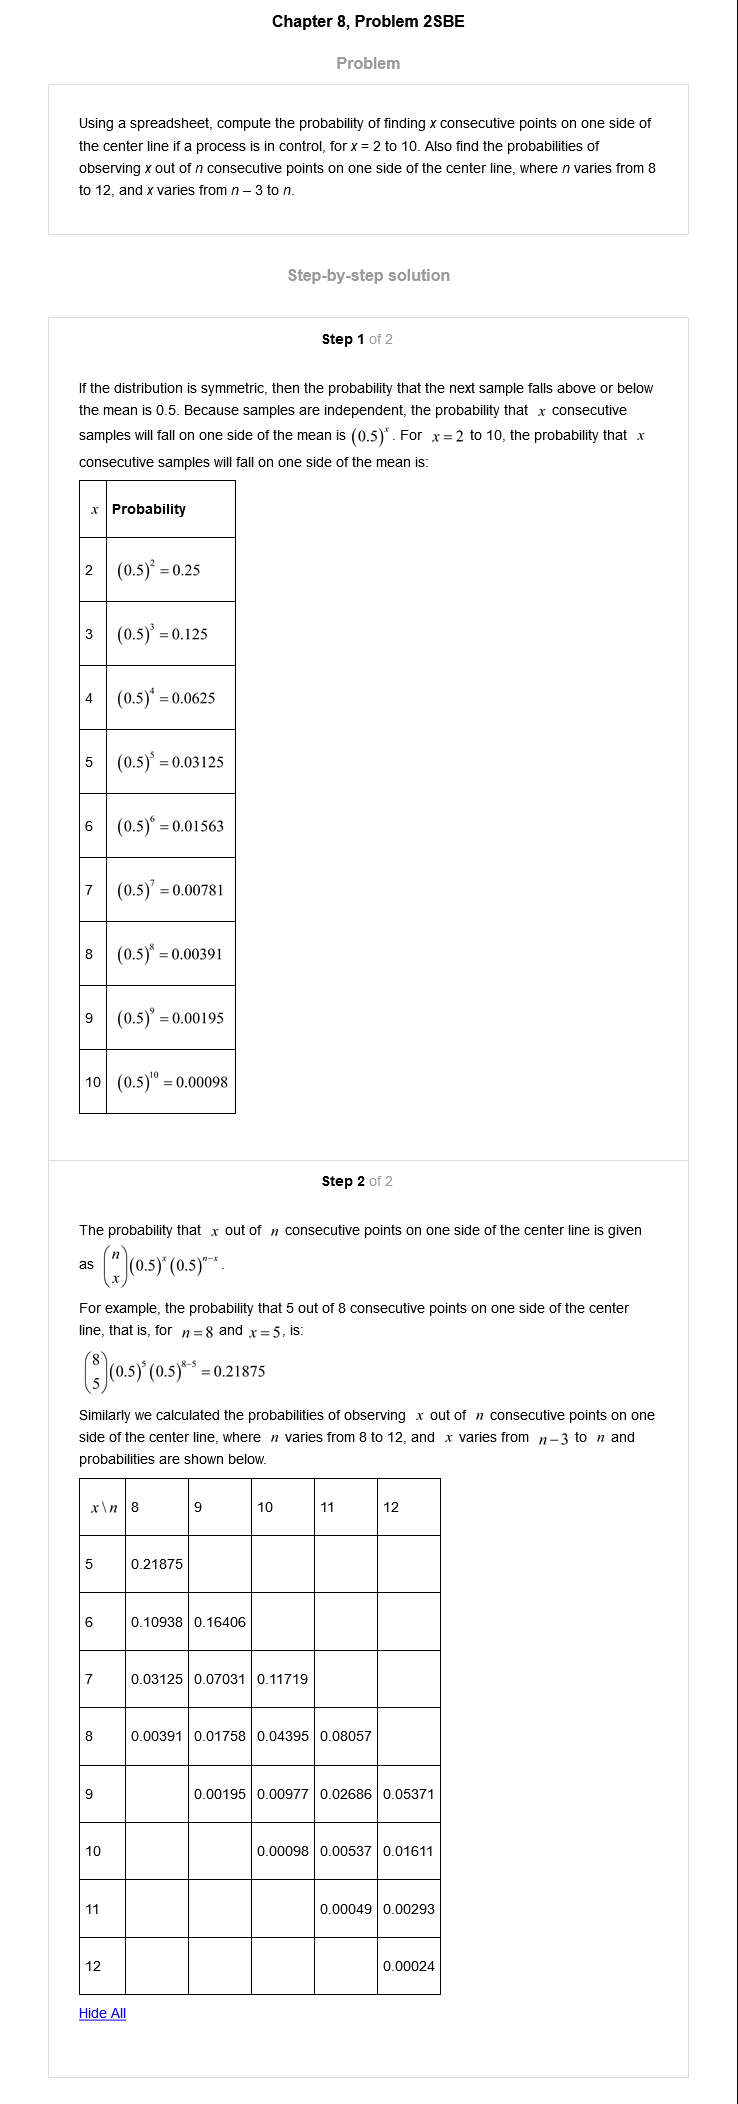 Chapter 8, Problem 2SBE
Problem
Using a spreadsheet, compute the probability of finding x consecutive points on one side of
the center line if a process is in control, for x = 2 to 10. Also find the probabilities of
observing x out of n consecutive points on one side of the center line, where n varies from 8
to 12, and x varies from n – 3 to n.
Step-by-step solution
Step 1 of 2
If the distribution is symmetric, then the probability that the next sample falls above or below
the mean is 0.5. Because samples are independent, the probability that x consecutive
samples will fall on one side of the mean is (0.5)^x. For x = 2 to 10, the probability that x
consecutive samples will fall on one side of the mean is:
x Probability
2 (0.5)^2 = 0.25
3 (0.5)^3 = 0.125
4 (0.5)^4 = 0.0625
5 (0.5)^5 = 0.03125
6 (0.5)^6 = 0.01563
7 (0.5)^7 = 0.00781
8 (0.5)^8 = 0.00391
9 (0.5)^9 = 0.00195
10 (0.5)^10 = 0.00098
Step 2 of 2
The probability that x out of n consecutive points on one side of the center line is given
as (n x)(0.5)^x (0.5)^n−x.
For example, the probability that 5 out of 8 consecutive points on one side of the center
line, that is, for n = 8 and x = 5, is:
(8 5)(0.5)^5 (0.5)^8−5 = 0.21875
Similarly we calculated the probabilities of observing x out of n consecutive points on one
side of the center line, where n varies from 8 to 12, and x varies from n−3 to n and
probabilities are shown below.
x\n 8 9 10 11 12
5 0.21875
6 0.10938 0.16406
7 0.03125 0.07031 0.11719
8 0.00391 0.01758 0.04395 0.08057
9 0.00195 0.00977 0.02686 0.05371
10 0.00098 0.00537 0.01611
11 0.00049 0.00293
12 0.00024
Hide All